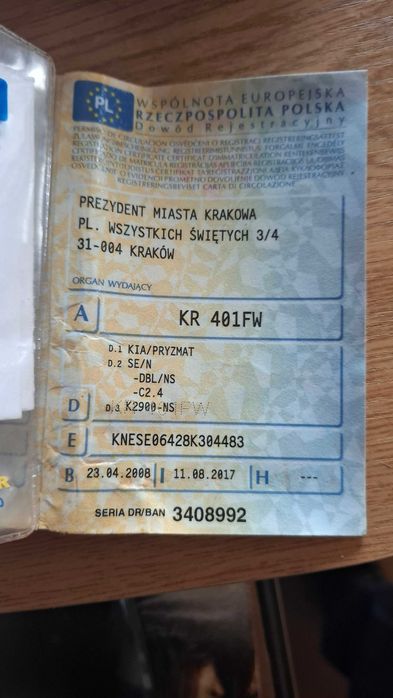 PL
WSPÓLNOTA EUROPEJSKA
RZECZPOSPOLITA POLSKA
Dowód Rejestracyjny
PREZYDENT MIASTA KRAKOWA
PL. WSZYSTKICH ŚWIĘTYCH 3/4
31-004 KRAKÓW
ORGAN WYDAJĄCY
A KR 401FW
D.1 KIA/PRYZMAT
D.2 SE/N
-DBL/NS
-C2.4
D D.3 K2900-NS
E KNESE06428K304483
B 23.04.2008 I 11.08.2017 H ---
SERIA DR/BAN 3408992